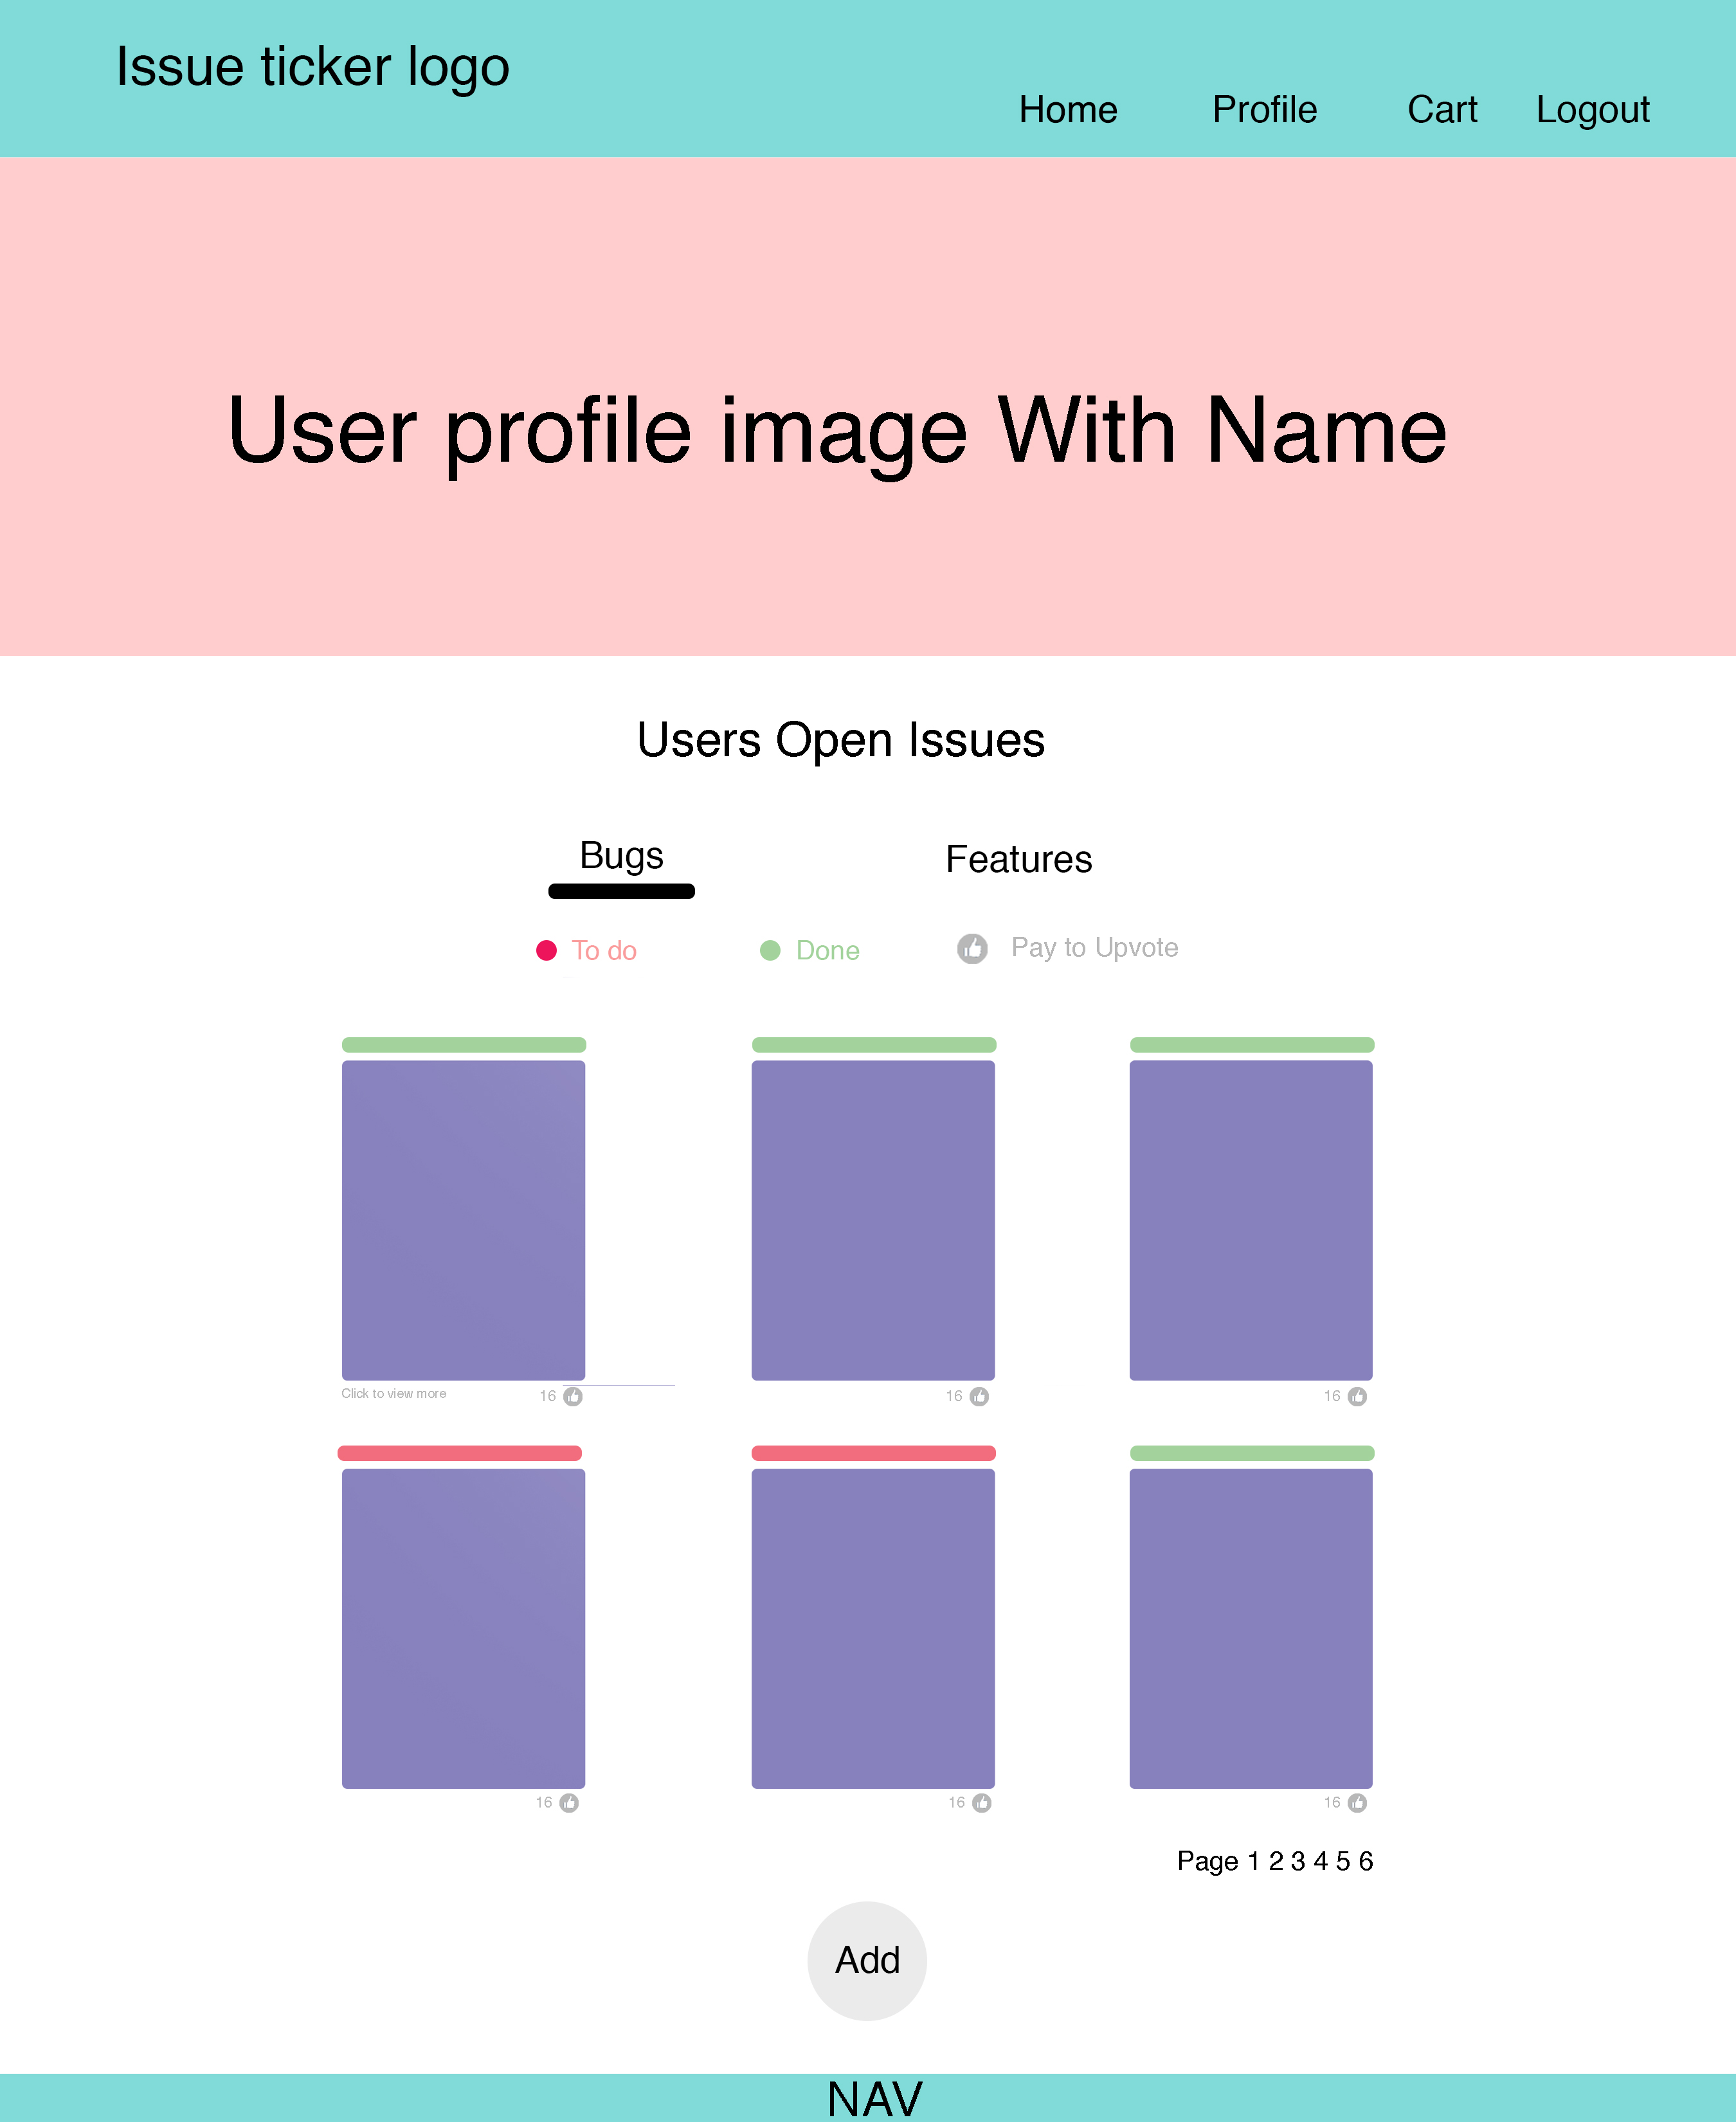 Issue ticker logo
Home Profile Cart Logout
User profile image With Name
Users Open Issues
Bugs Features
To do Done Pay to Upvote
Click to view more 16 16 16
16 16 16
Page 1 2 3 4 5 6
Add
NAV